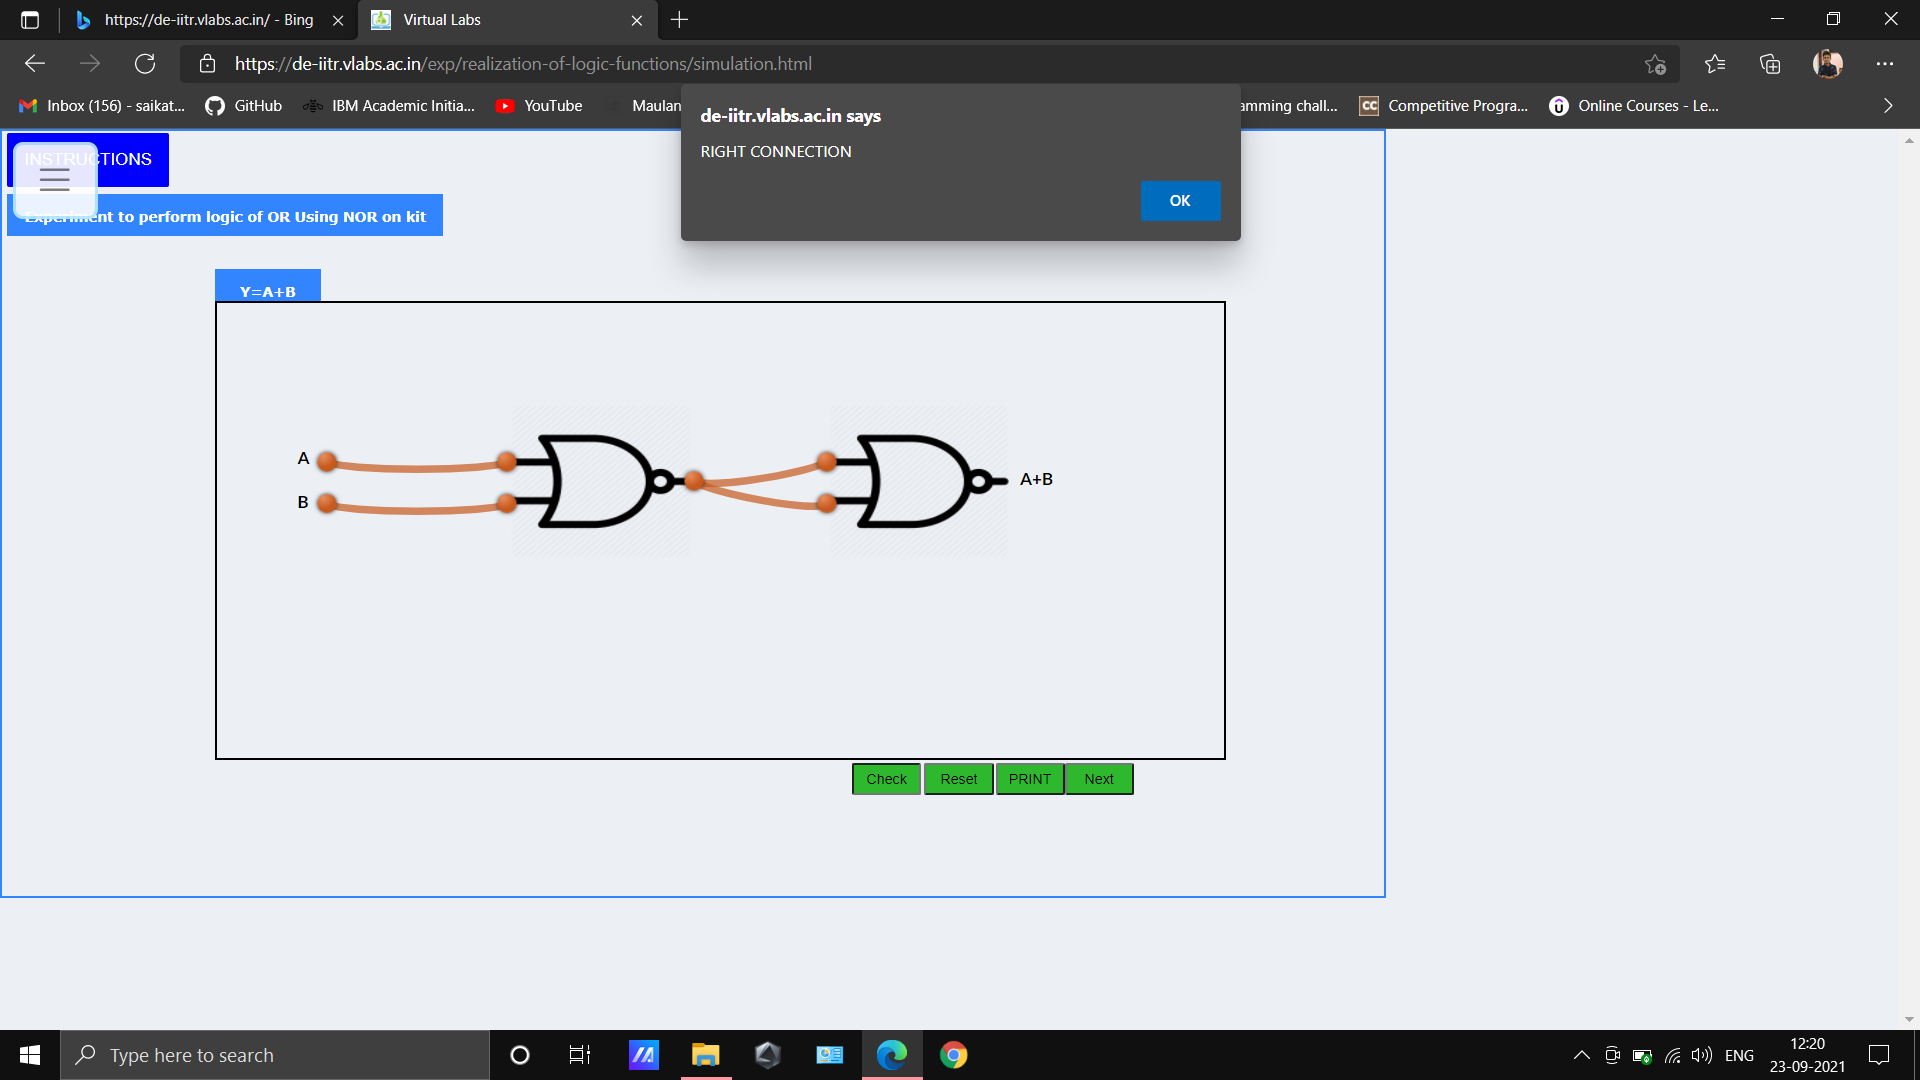 https://de-iitr.vlabs.ac.in/ - Bing
Virtual Labs
https://de-iitr.vlabs.ac.in/exp/realization-of-logic-functions/simulation.html
Inbox (156) - saikat...
GitHub
IBM Academic Initia...
YouTube
Maulan
amming chall...
CC
Competitive Progra...
Online Courses - Le...
de-iitr.vlabs.ac.in says
RIGHT CONNECTION
OK
INSTRUCTIONS
Experiment to perform logic of OR Using NOR on kit
Y=A+B
A
B
A+B
Check
Reset
PRINT
Next
Type here to search
ENG
12:20
23-09-2021